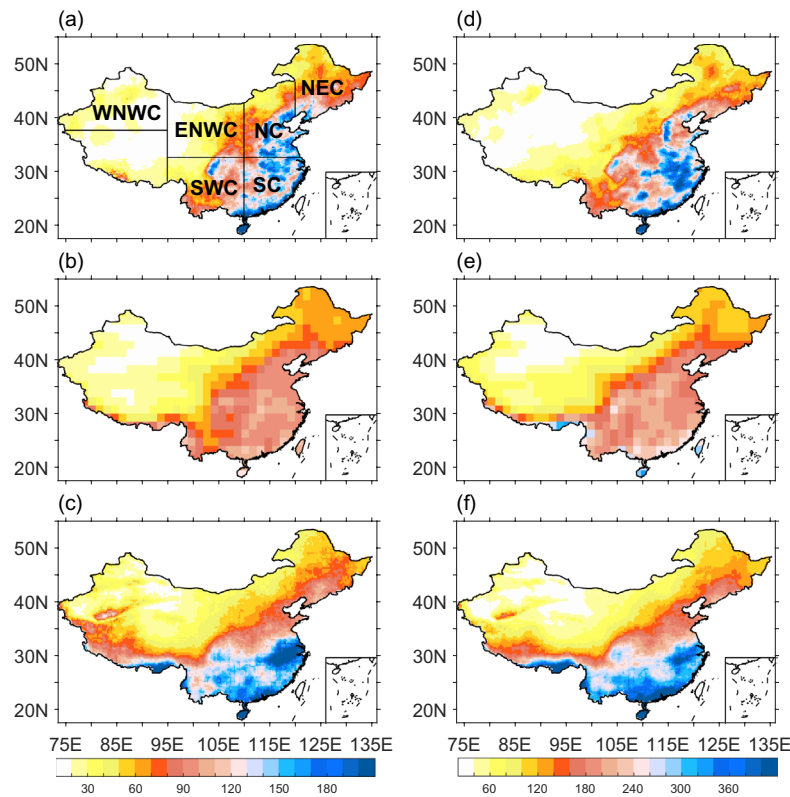 (a) (d)
50N 50N
WNWC NEC
40N ENWC NC 40N
30N SWC SC 30N
20N 20N
(b) (e)
50N 50N
40N 40N
30N 30N
20N 20N
(c) (f)
50N 50N
40N 40N
30N 30N
20N 20N
75E 85E 95E 105E 115E 125E 135E 75E 85E 95E 105E 115E 125E 135E
30 60 90 120 150 180 60 120 180 240 300 360